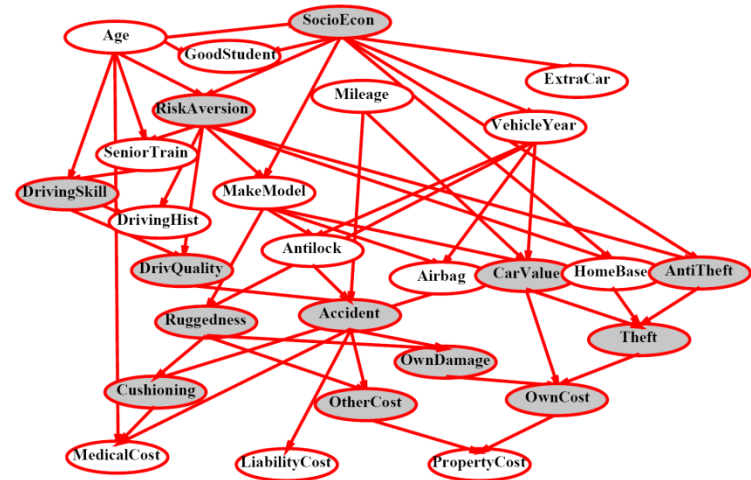 SocioEcon
Age
GoodStudent
ExtraCar
RiskAversion
Mileage
VehicleYear
SeniorTrain
DrivingSkill
MakeModel
DrivingHist
Antilock
DrivQuality
Airbag
CarValue
HomeBase
AntiTheft
Ruggedness
Accident
Theft
OwnDamage
Cushioning
OtherCost
OwnCost
MedicalCost
LiabilityCost
PropertyCost